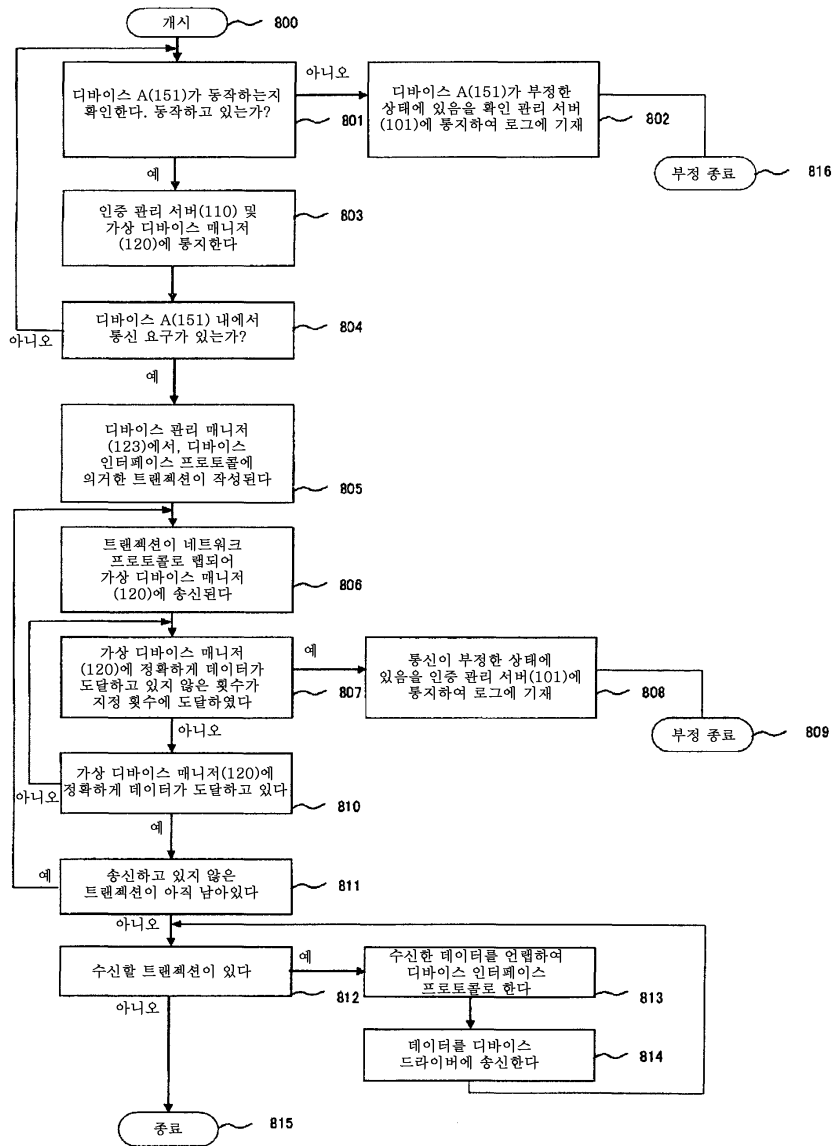 개시
800
디바이스 A(151)가 동작하는지
확인한다. 동작하고 있는가?
801
아니오
디바이스 A(151)가 부정한
상태에 있음을 확인 관리 서버
(101)에 통지하여 로그에 기재
802
부정 종료
816
예
인증 관리 서버(110) 및
가상 디바이스 매니저
(120)에 통지한다
803
디바이스 A(151) 내에서
통신 요구가 있는가?
804
아니오
예
디바이스 관리 매니저
(123)에서, 디바이스
인터페이스 프로토콜에
의거한 트랜젝션이 작성된다
805
트랜젝션이 네트워크
프로토콜로 랩되어
가상 디바이스 매니저
(120)에 송신된다
806
가상 디바이스 매니저
(120)에 정확하게 데이터가
도달하고 있지 않은 횟수가
지정 횟수에 도달하였다
807
예
통신이 부정한 상태에
있음을 인증 관리 서버(101)에
통지하여 로그에 기재
808
부정 종료
809
아니오
가상 디바이스 매니저(120)에
정확하게 데이터가 도달하고 있다
810
아니오
예
송신하고 있지 않은
트랜젝션이 아직 남아있다
811
예
아니오
수신할 트랜젝션이 있다
812
예
수신한 데이터를 언랩하여
디바이스 인터페이스
프로토콜로 한다
813
아니오
데이터를 디바이스
드라이버에 송신한다
814
종료
815